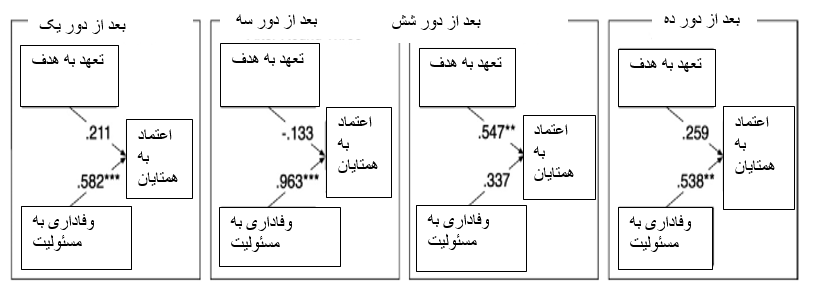 بعد از دور یک
تعهد به هدف
.211
اعتماد
به
همتایان
.582***
وفاداری به
مسئولیت
بعد از دور سه
تعهد به هدف
-.133
اعتماد
به
همتایان
.963***
وفاداری به
مسئولیت
بعد از دور شش
تعهد به هدف
.547**
اعتماد
به
همتایان
.337
وفاداری به
مسئولیت
بعد از دور ده
تعهد به هدف
.259
اعتماد
به
همتایان
.538**
وفاداری به
مسئولیت